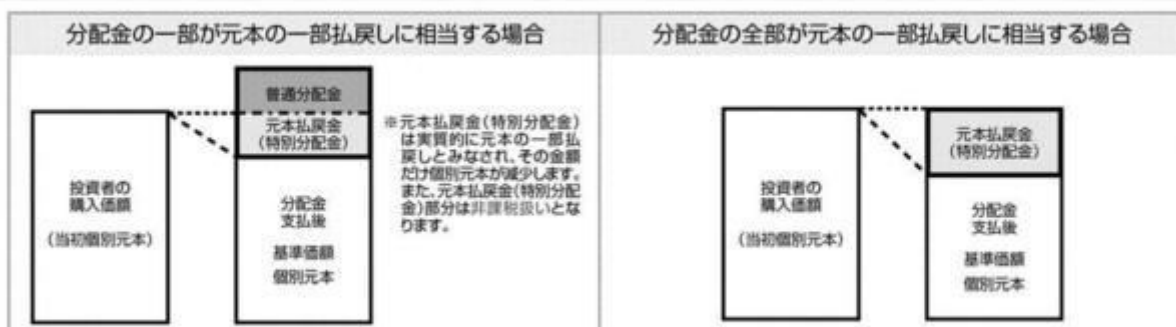 分配金の一部が元本の一部払戻しに相当する場合
普通分配金
元本払戻金
(特別分配金)
投資者の
購入価額
(当初個別元本)
分配金
支払後
基準価額
個別元本
※元本払戻金(特別分配金)
は実質的に元本の一部払
戻しとみなされ、その金額
だけ個別元本が減少します。
また、元本払戻金(特別分配
金)部分は非課税扱いとな
ります。
分配金の全部が元本の一部払戻しに相当する場合
元本払戻金
(特別分配金)
投資者の
購入価額
(当初個別元本)
分配金
支払後
基準価額
個別元本